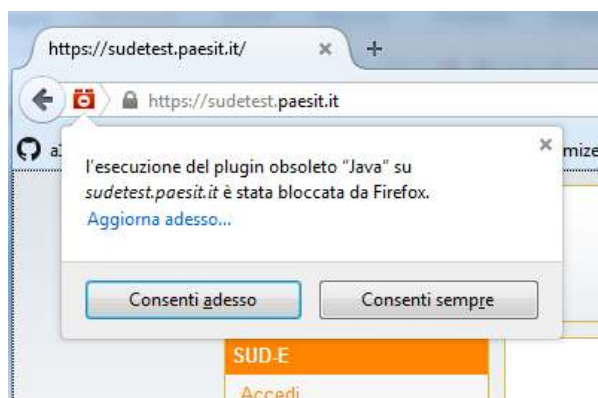 https://sudetest.paesit.it/
https://sudetest.paesit.it
l'esecuzione del plugin obsoleto "Java" su
sudetest.paesit.it è stata bloccata da Firefox.
Aggiorna adesso...
Consenti adesso
Consenti sempre
SUD-E
Accedi